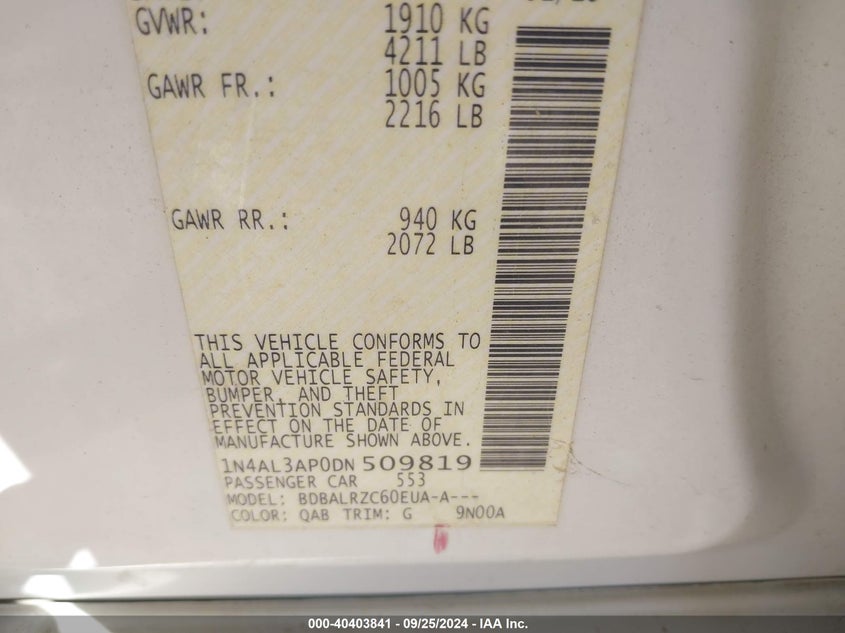 GVWR: 1910 KG
4211 LB
GAWR FR.: 1005 KG
2216 LB
GAWR RR.: 940 KG
2072 LB
THIS VEHICLE CONFORMS TO
ALL APPLICABLE FEDERAL
MOTOR VEHICLE SAFETY,
BUMPER, AND THEFT
PREVENTION STANDARDS IN
EFFECT ON THE DATE OF
MANUFACTURE SHOWN ABOVE.
1N4AL3AP0DN 509819
PASSENGER CAR 553
MODEL: BDBALRZC60EUA-A---
COLOR: QAB TRIM: G 9N00A
000-40403841 - 09/25/2024 - IAA Inc.